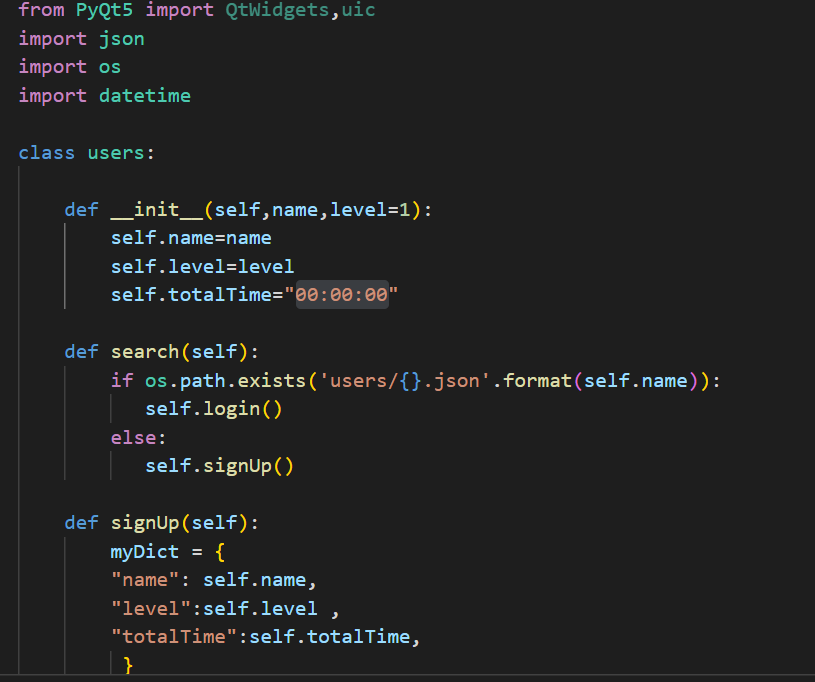 from PyQt5 import QtWidgets,uic
import json
import os
import datetime
class users:
def __init__(self,name,level=1):
self.name=name
self.level=level
self.totalTime="00:00:00"
def search(self):
if os.path.exists('users/{}.json'.format(self.name)):
self.login()
else:
self.signUp()
def signUp(self):
myDict = {
"name": self.name,
"level":self.level ,
"totalTime":self.totalTime,
}